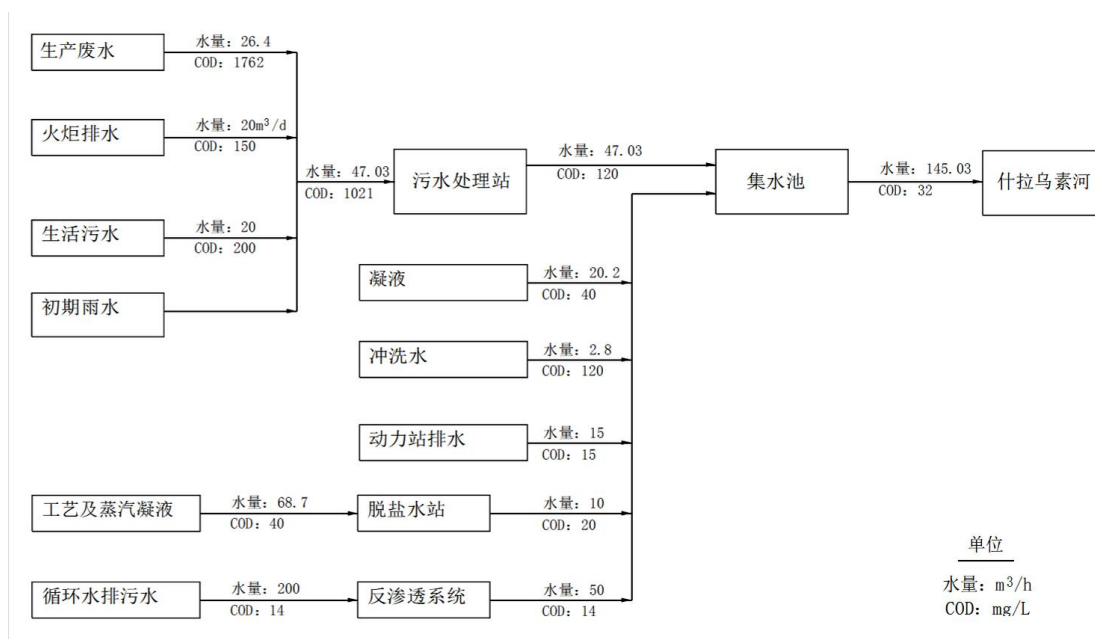 生产废水
水量：26.4
COD：1762
火炬排水
水量：20m³/d
COD：150
水量：47.03
COD：1021
污水处理站
水量：47.03
COD：120
集水池
水量：145.03
COD：32
什拉乌素河
生活污水
水量：20
COD：200
初期雨水
凝液
水量：20.2
COD：40
冲洗水
水量：2.8
COD：120
动力站排水
水量：15
COD：15
工艺及蒸汽凝液
水量：68.7
COD：40
脱盐水站
水量：10
COD：20
循环水排污水
水量：200
COD：14
反渗透系统
水量：50
COD：14
单位
水量：m³/h
COD：mg/L